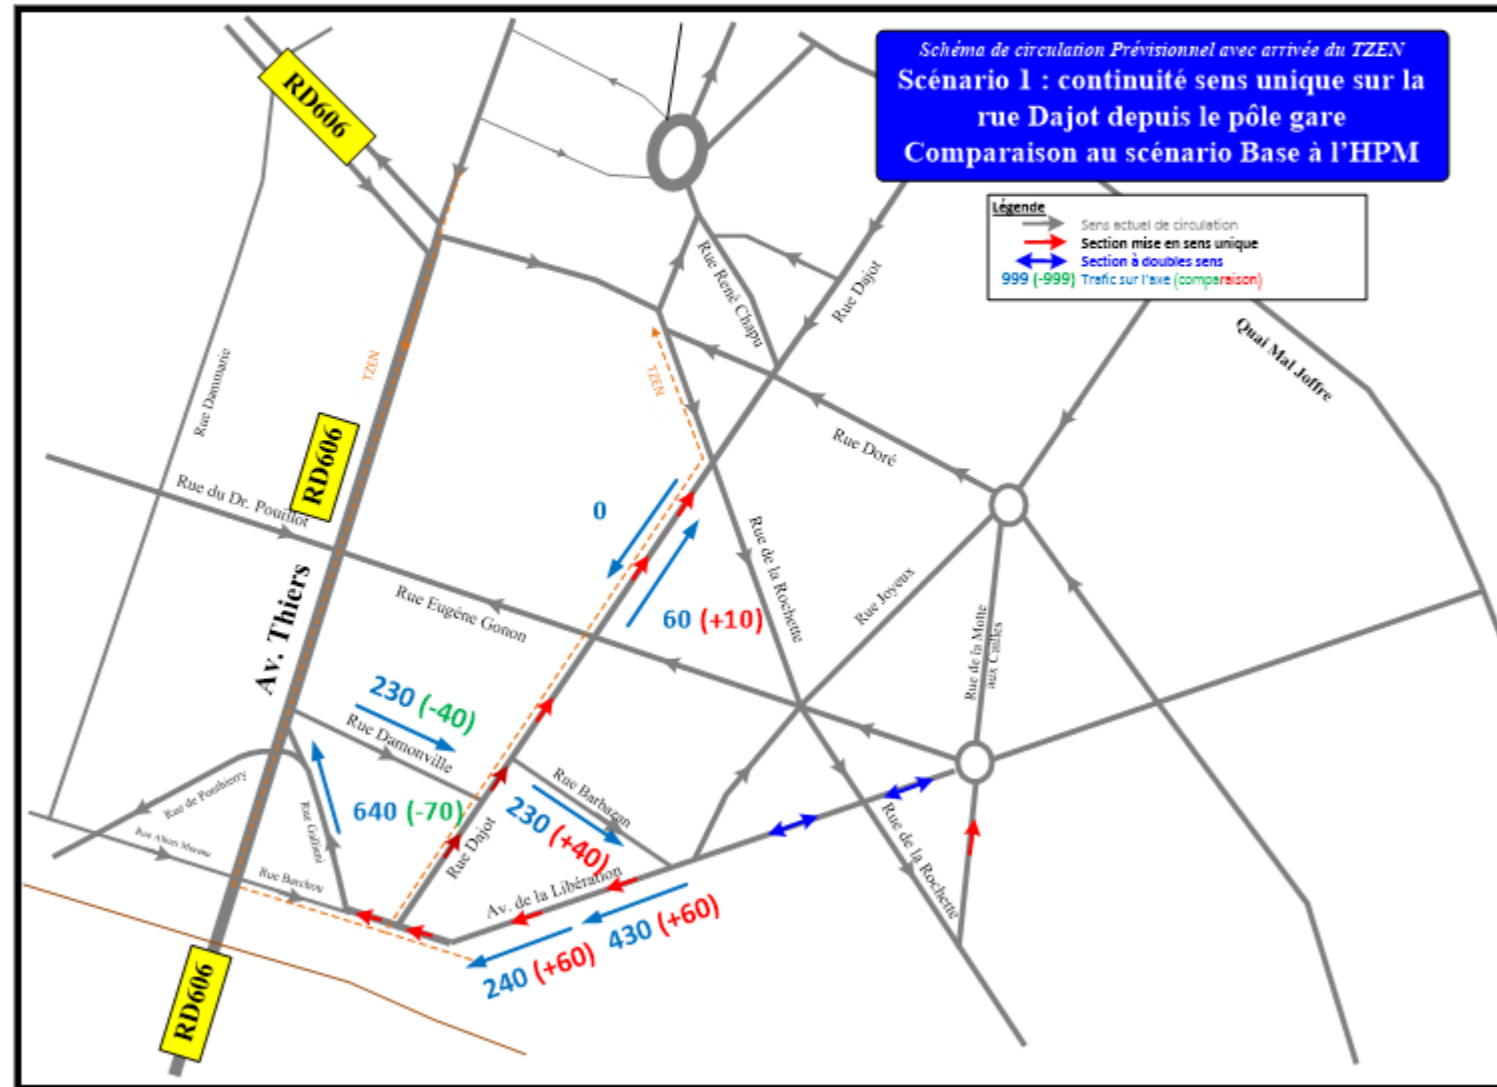 Schéma de circulation Prévisionnel avec arrivée du TZEN
Scénario 1 : continuité sens unique sur la
rue Dajot depuis le pôle gare
Comparaison au scénario Base à l'HPM
Légende
Sens actuel de circulation
Section mise en sens unique
Section à doubles sens
999 (-999) Trafic sur l'axe (comparaison)
RD606
Rue René Chapu
Rue Dajot
Quai Mal Joffre
Rue Dammarie
TZEN
TZEN
RD606
Rue Doré
Rue du Dr. Pouillot
0
Rue de la Rochette
Av. Thiers
Rue Eugène Gonon
60 (+10)
Rue Joyeux
Rue de la Motte
aux Cailles
230 (-40)
Rue Damonville
Rue de Ponthierry
640 (-70)
Rue Gallieni
Rue Barbazan
230 (+40)
Rue Dajot
Rue de la Rochette
Rue Barchou
Av. de la Libération
430 (+60)
240 (+60)
RD606